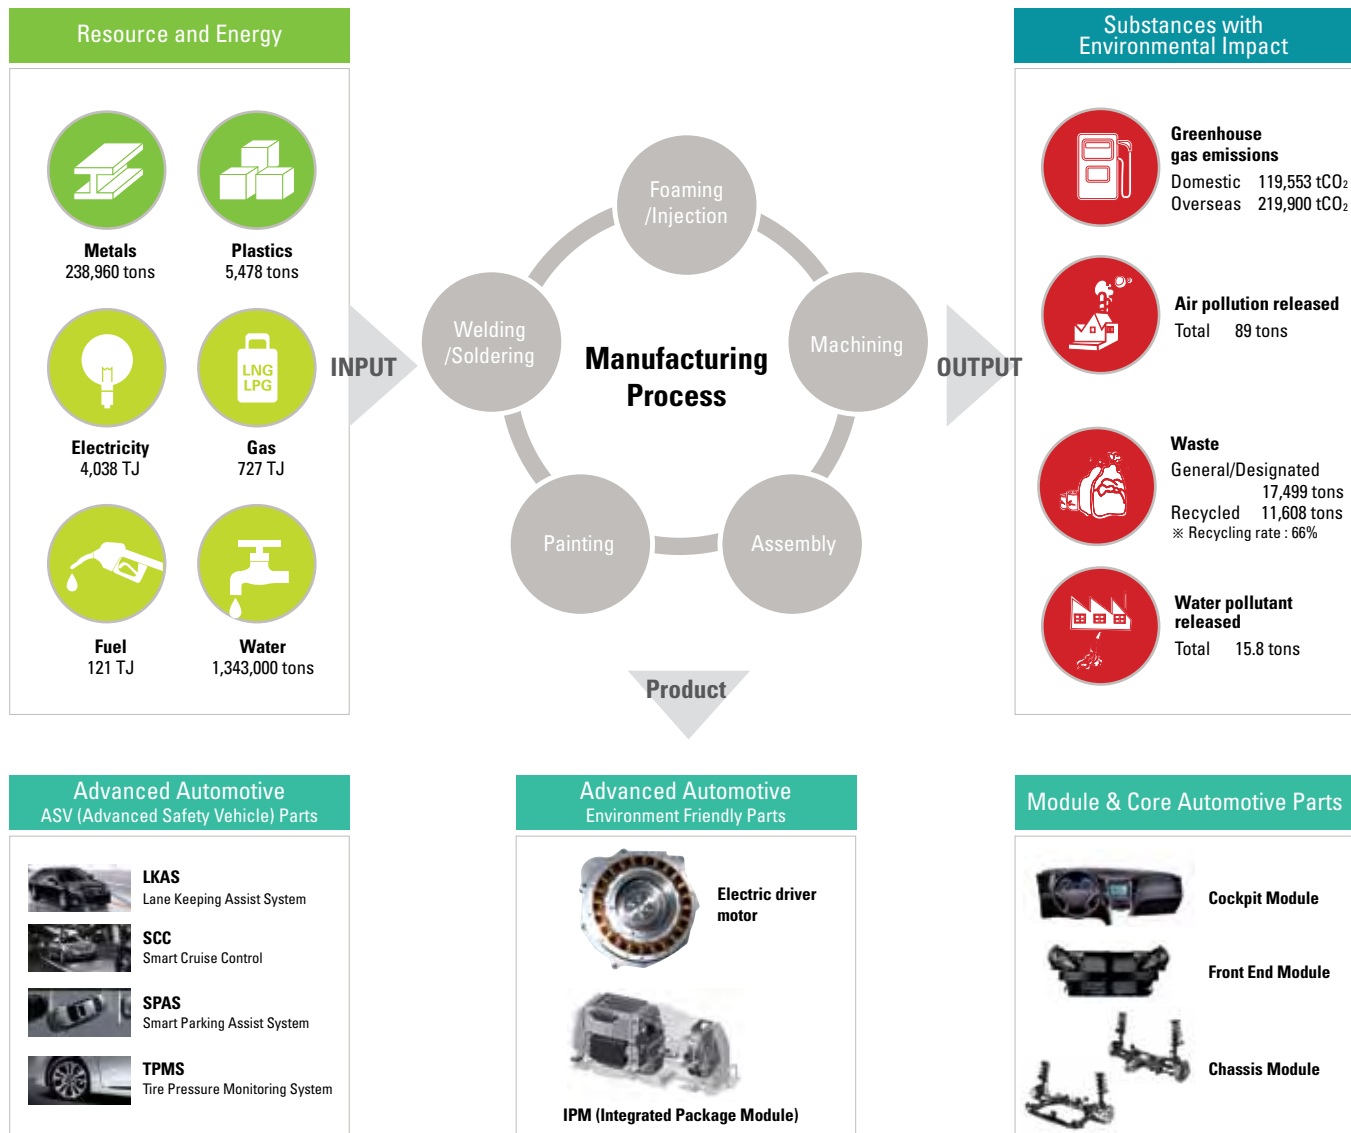 Resource and Energy
Metals
238,960 tons
Plastics
5,478 tons
LNG
LPG
Electricity
4,038 TJ
Gas
727 TJ
Fuel
121 TJ
Water
1,343,000 tons
INPUT
Foaming
/Injection
Welding
/Soldering
Machining
Manufacturing
Process
Painting
Assembly
OUTPUT
Product
Substances with
Environmental Impact
Greenhouse
gas emissions
Domestic 119,553 tCO₂
Overseas 219,900 tCO₂
Air pollution released
Total 89 tons
Waste
General/Designated
17,499 tons
Recycled 11,608 tons
※ Recycling rate : 66%
Water pollutant
released
Total 15.8 tons
Advanced Automotive
ASV (Advanced Safety Vehicle) Parts
LKAS
Lane Keeping Assist System
SCC
Smart Cruise Control
SPAS
Smart Parking Assist System
TPMS
Tire Pressure Monitoring System
Advanced Automotive
Environment Friendly Parts
Electric driver
motor
IPM (Integrated Package Module)
Module & Core Automotive Parts
Cockpit Module
Front End Module
Chassis Module